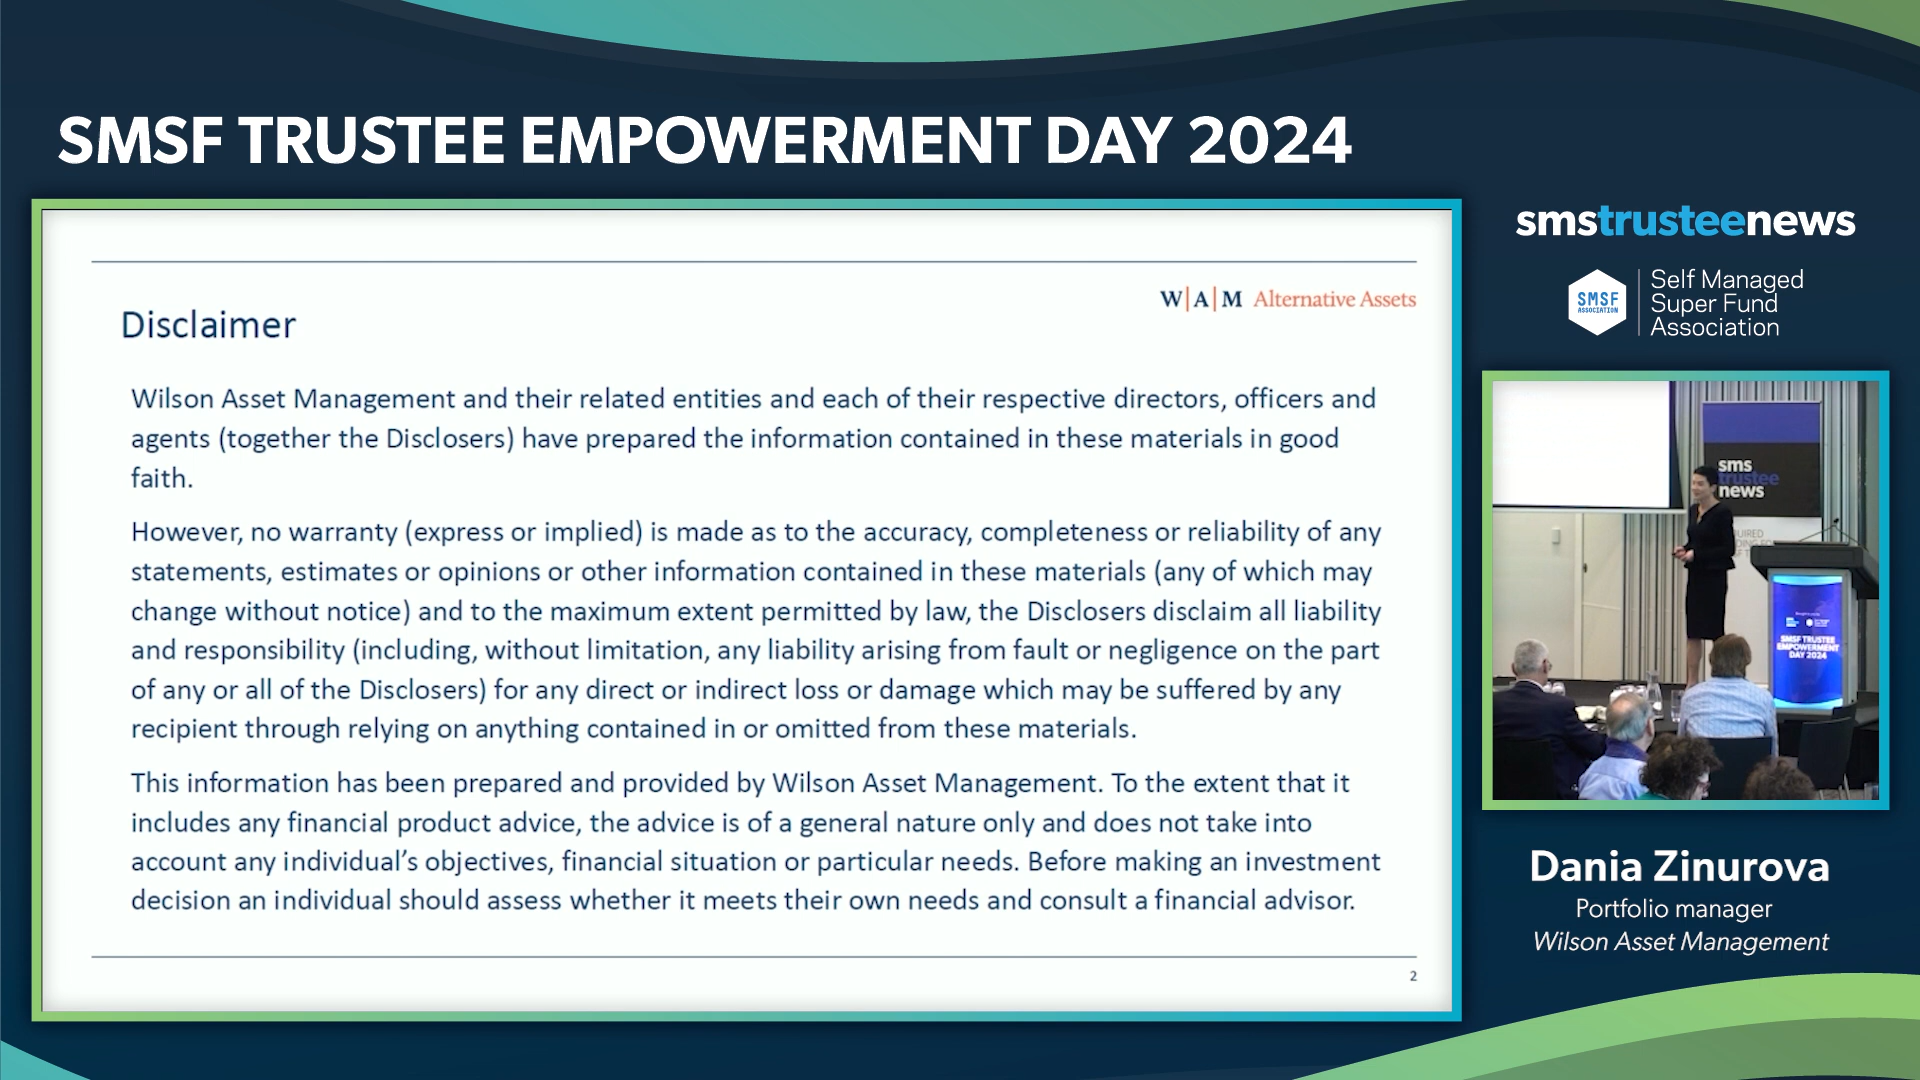 SMSF TRUSTEE EMPOWERMENT DAY 2024
W|A|M Alternative Assets
Disclaimer
Wilson Asset Management and their related entities and each of their respective directors, officers and
agents (together the Disclosers) have prepared the information contained in these materials in good
faith.
However, no warranty (express or implied) is made as to the accuracy, completeness or reliability of any
statements, estimates or opinions or other information contained in these materials (any of which may
change without notice) and to the maximum extent permitted by law, the Disclosers disclaim all liability
and responsibility (including, without limitation, any liability arising from fault or negligence on the part
of any or all of the Disclosers) for any direct or indirect loss or damage which may be suffered by any
recipient through relying on anything contained in or omitted from these materials.
This information has been prepared and provided by Wilson Asset Management. To the extent that it
includes any financial product advice, the advice is of a general nature only and does not take into
account any individual's objectives, financial situation or particular needs. Before making an investment
decision an individual should assess whether it meets their own needs and consult a financial advisor.
2
smstrusteenews
SMSF
ASSOCIATION
Self Managed
Super Fund
Association
sms
trustee
news
SMSF TRUSTEE
EMPOWERMENT
DAY 2024
Dania Zinurova
Portfolio manager
Wilson Asset Management